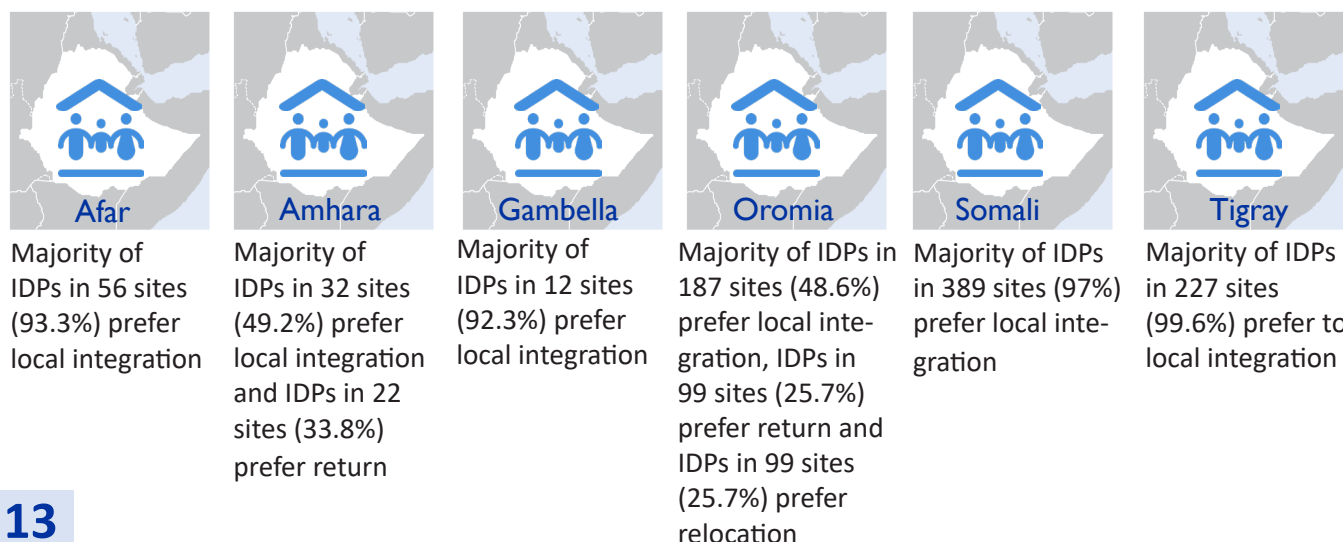 Afar
Majority of
IDPs in 56 sites
(93.3%) prefer
local integration
Amhara
Majority of
IDPs in 32 sites
(49.2%) prefer
local integration
and IDPs in 22
sites (33.8%)
prefer return
Gambella
Majority of
IDPs in 12 sites
(92.3%) prefer
local integration
Oromia
Majority of IDPs in
187 sites (48.6%)
prefer local inte-
gration, IDPs in
99 sites (25.7%)
prefer return and
IDPs in 99 sites
(25.7%) prefer
relocation
Somali
Majority of IDPs
in 389 sites (97%)
prefer local inte-
gration
Tigray
Majority of IDPs
in 227 sites
(99.6%) prefer to
local integration
13